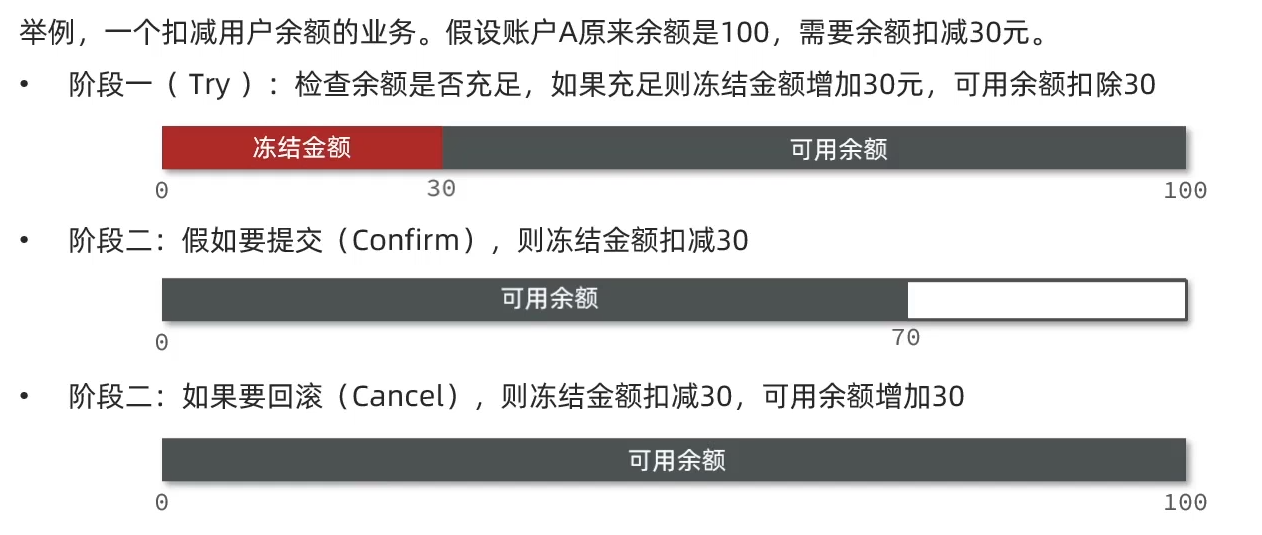 举例，一个扣减用户余额的业务。假设账户A原来余额是100，需要余额扣减30元。
• 阶段一（ Try ）：检查余额是否充足，如果充足则冻结金额增加30元，可用余额扣除30
冻结金额 可用余额
0 30 100
• 阶段二：假如要提交（Confirm），则冻结金额扣减30
可用余额
0 70
• 阶段二：如果要回滚（Cancel），则冻结金额扣减30，可用余额增加30
可用余额
0 100